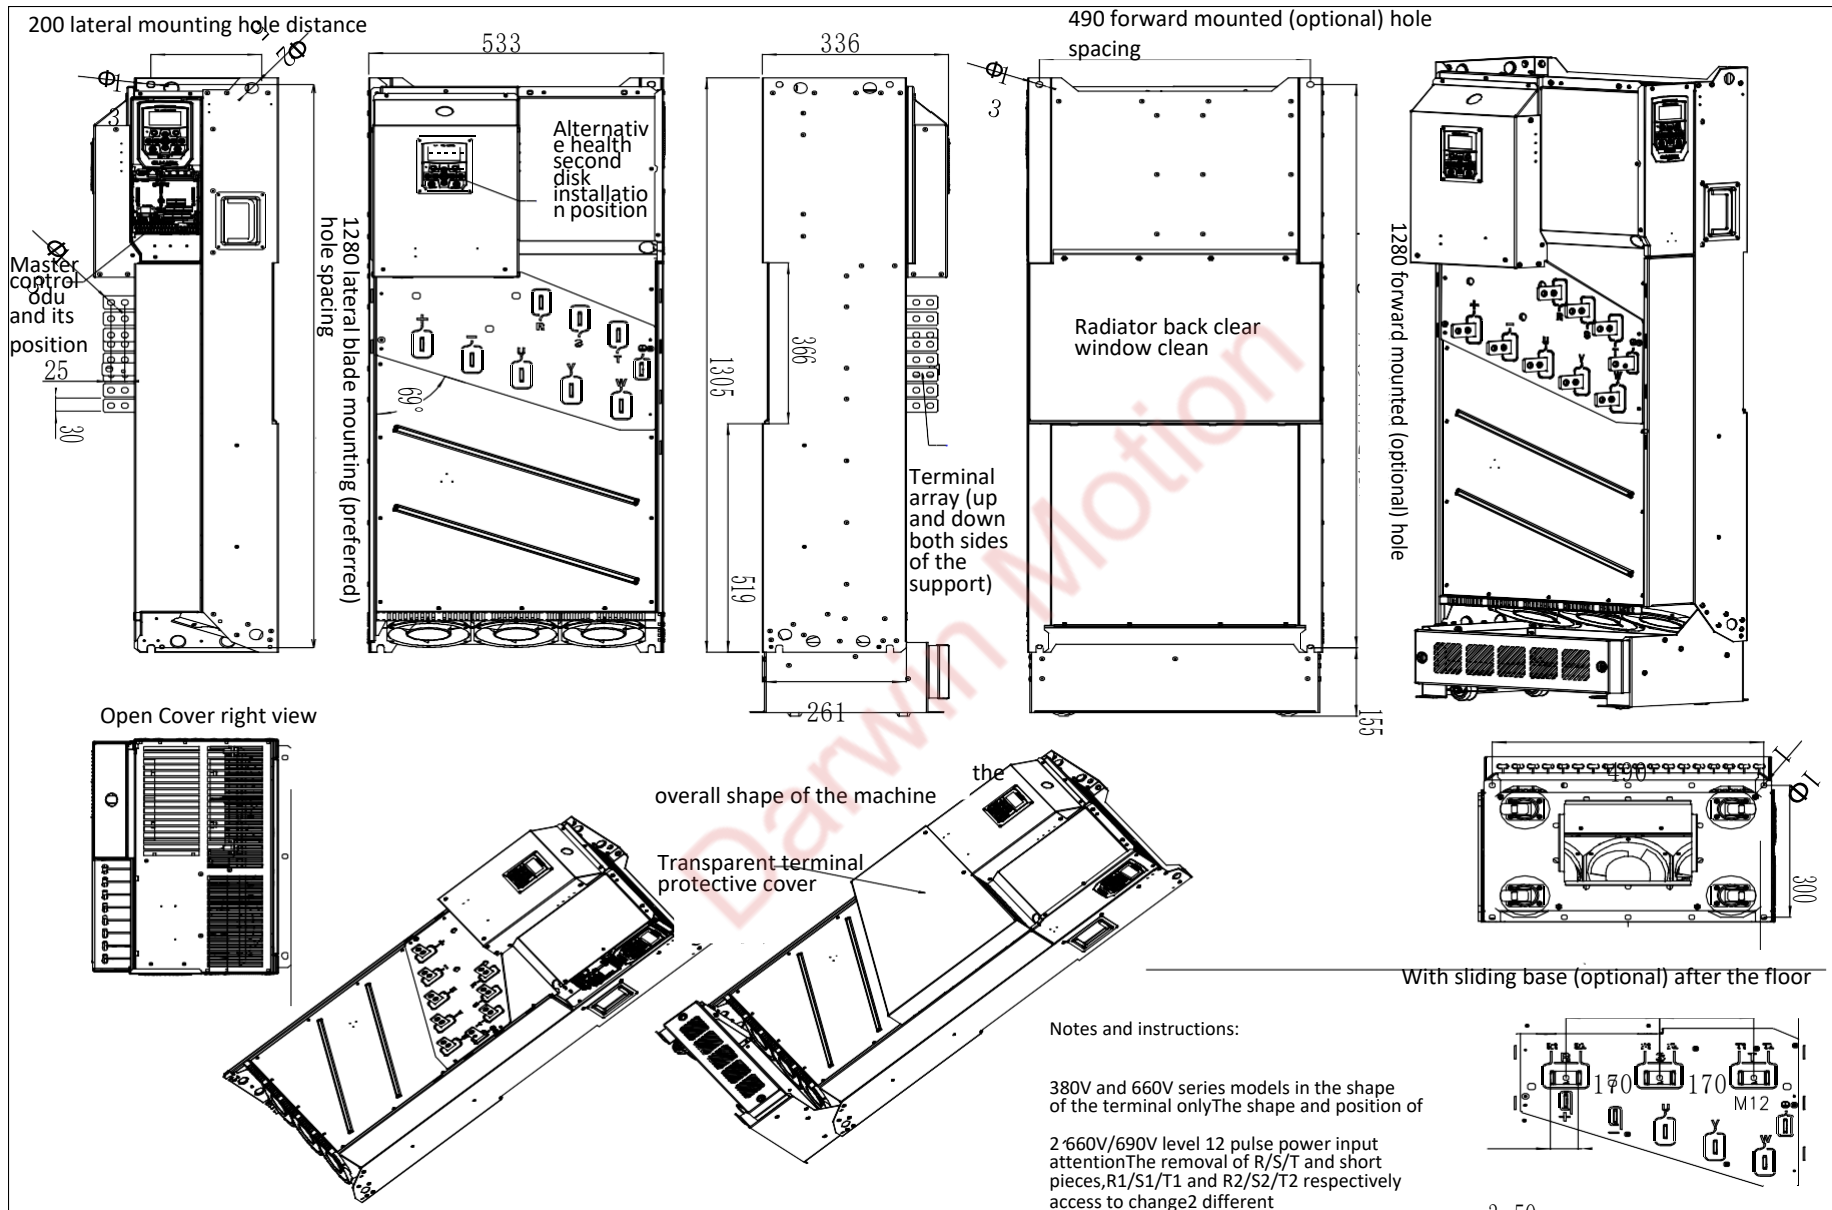 200 lateral mounting hole distance
533
336
490 forward mounted (optional) hole
spacing
Φ1
3
Φ1
3
Alternativ
e health
second
disk
installatio
n position
1280 lateral blade mounting (preferred)
hole spacing
Master
control
odu
and its
position
25
30
69°
1305
366
519
261
Terminal
array (up
and down
both sides
of the
support)
Radiator back clear
window clean
1280 forward mounted (optional) hole
155
Open Cover right view
the
overall shape of the machine
Transparent terminal
protective cover
490
Φ1
300
With sliding base (optional) after the floor
Notes and instructions:
380V and 660V series models in the shape
of the terminal onlyThe shape and position of
2 660V/690V level 12 pulse power input
attentionThe removal of R/S/T and short
pieces,R1/S1/T1 and R2/S2/T2 respectively
access to change2 different
170
170
M12
+
-
U
V
W
Darwin Motion